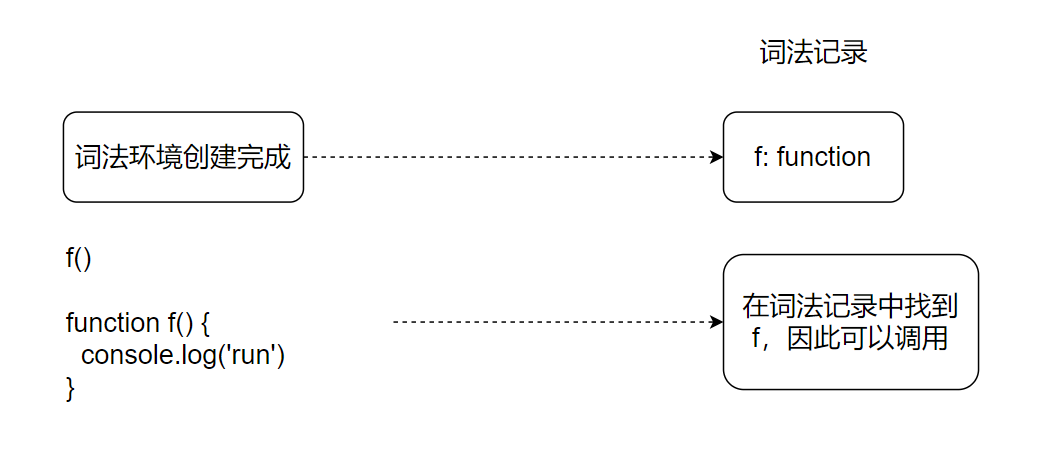 词法记录
词法环境创建完成
f: function
f()
function f() {
console.log('run')
}
在词法记录中找到
f，因此可以调用